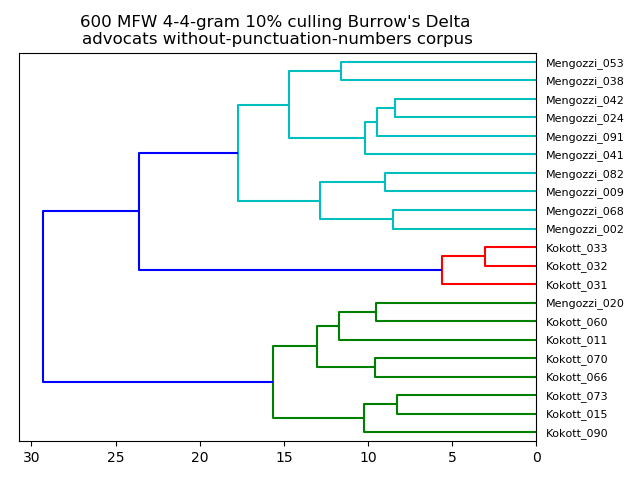 600 MFW 4-4-gram 10% culling Burrow's Delta
advocats without-punctuation-numbers corpus
Mengozzi_053
Mengozzi_038
Mengozzi_042
Mengozzi_024
Mengozzi_091
Mengozzi_041
Mengozzi_082
Mengozzi_009
Mengozzi_068
Mengozzi_002
Kokott_033
Kokott_032
Kokott_031
Mengozzi_020
Kokott_060
Kokott_011
Kokott_070
Kokott_066
Kokott_073
Kokott_015
Kokott_090
30 25 20 15 10 5 0